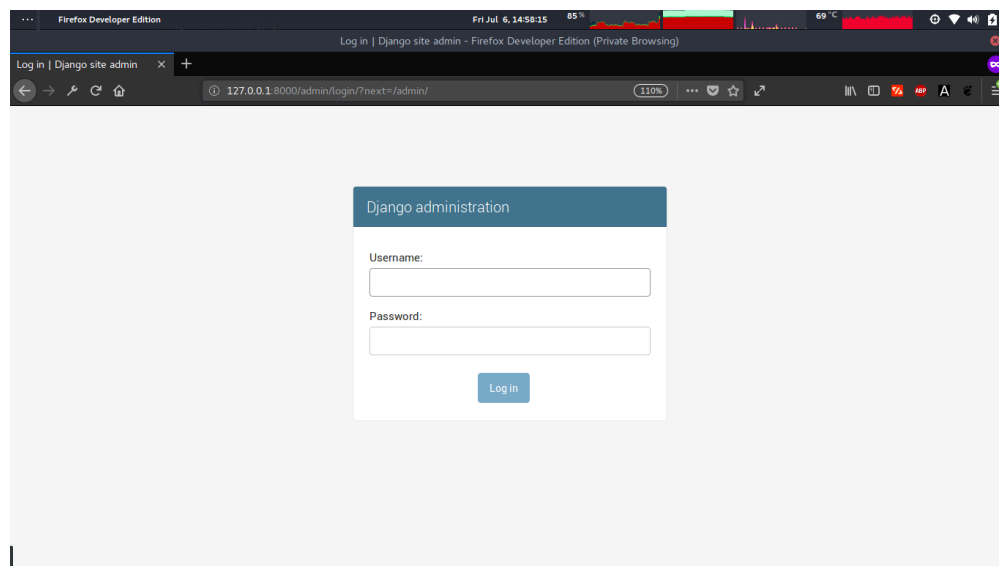 ··· Firefox Developer Edition Fri Jul 6, 14:58:15 85% 69°C
Log in | Django site admin - Firefox Developer Edition (Private Browsing)
Log in | Django site admin
127.0.0.1:8000/admin/login/?next=/admin/ 110% ABP A
Django administration
Username:
Password:
Log in